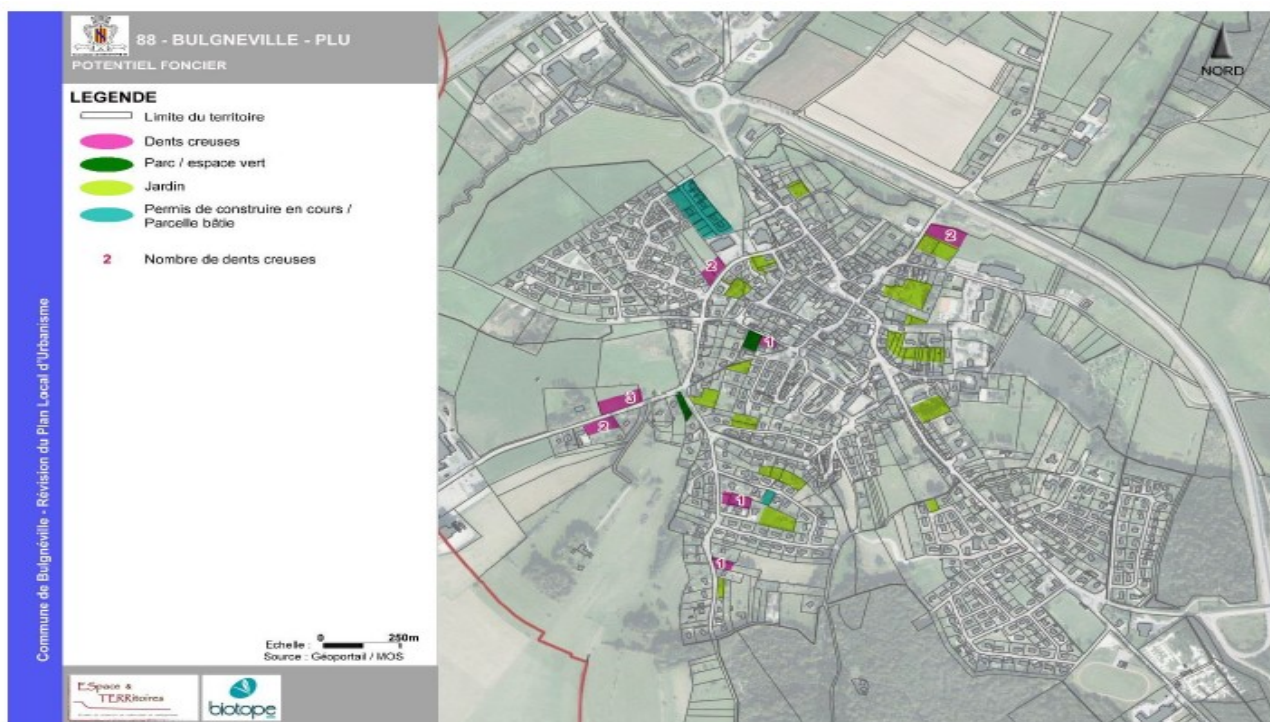 88 - BULGNEVILLE - PLU
POTENTIEL FONCIER
LEGENDE
Limite du territoire
Dents creuses
Parc / espace vert
Jardin
Permis de construire en cours /
Parcelle bâtie
2 Nombre de dents creuses
Echelle : 0 250m
Source : Géoportail / MOS
ESpace &
TERRitoires
biotope
Commune de Bulgnéville - Révision du Plan Local d'Urbanisme
NORD
2
2
1
3
2
1
1